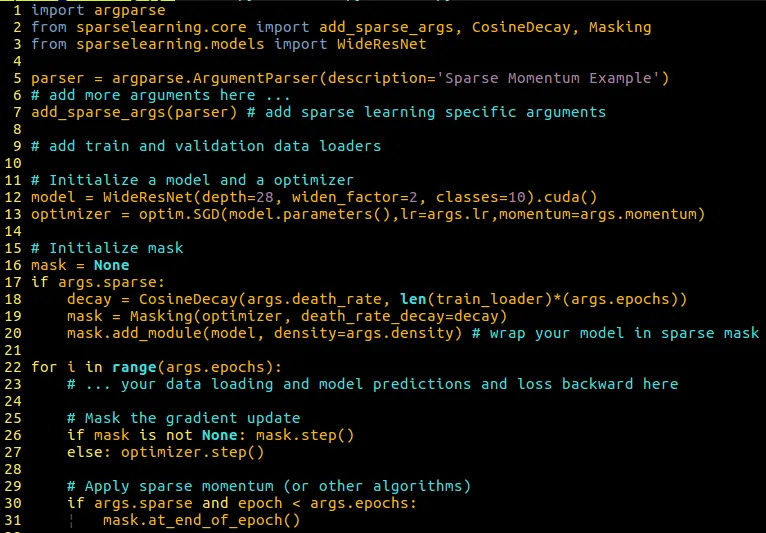 1 import argparse
2 from sparselearning.core import add_sparse_args, CosineDecay, Masking
3 from sparselearning.models import WideResNet
4
5 parser = argparse.ArgumentParser(description='Sparse Momentum Example')
6 # add more arguments here ...
7 add_sparse_args(parser) # add sparse learning specific arguments
8
9 # add train and validation data loaders
10
11 # Initialize a model and a optimizer
12 model = WideResNet(depth=28, widen_factor=2, classes=10).cuda()
13 optimizer = optim.SGD(model.parameters(),lr=args.lr,momentum=args.momentum)
14
15 # Initialize mask
16 mask = None
17 if args.sparse:
18     decay = CosineDecay(args.death_rate, len(train_loader)*(args.epochs))
19     mask = Masking(optimizer, death_rate_decay=decay)
20     mask.add_module(model, density=args.density) # wrap your model in sparse mask
21
22 for i in range(args.epochs):
23     # ... your data loading and model predictions and loss backward here
24
25     # Mask the gradient update
26     if mask is not None: mask.step()
27     else: optimizer.step()
28
29     # Apply sparse momentum (or other algorithms)
30     if args.sparse and epoch < args.epochs:
31     ¦   mask.at_end_of_epoch()